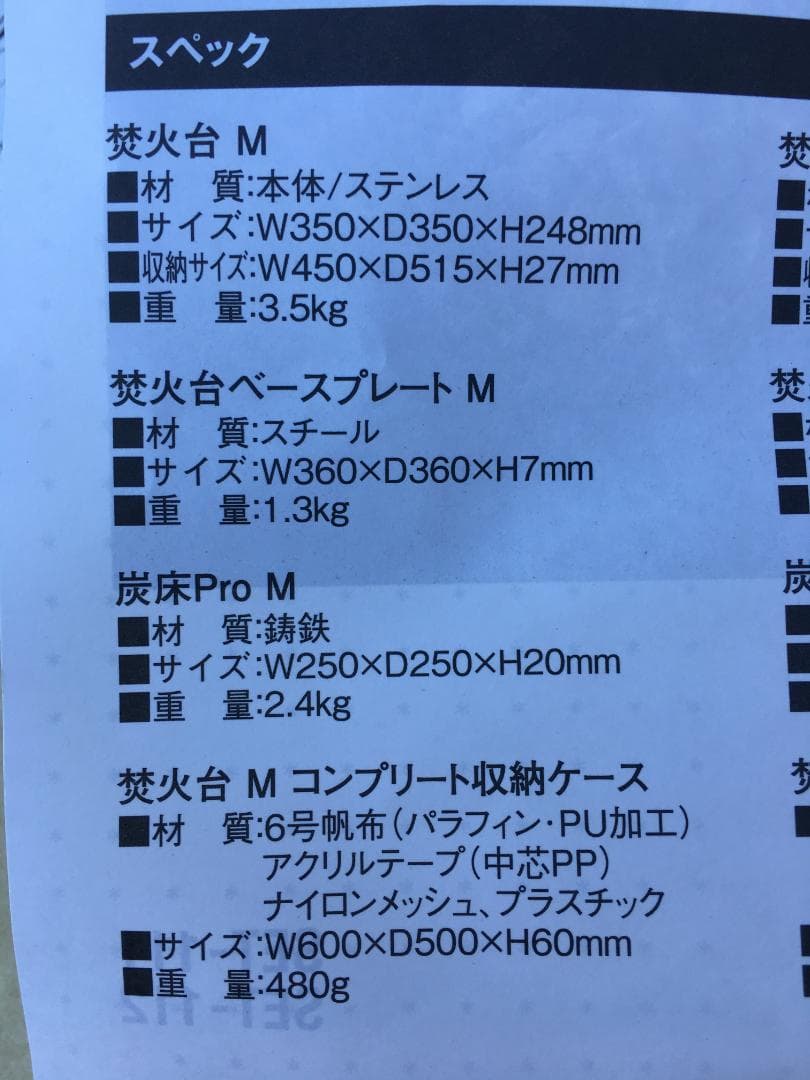 スペック
焚火台 M
■材　質:本体/ステンレス
■サイズ:W350×D350×H248mm
■収納サイズ:W450×D515×H27mm
■重　量:3.5kg
焚火台ベースプレート M
■材　質:スチール
■サイズ:W360×D360×H7mm
■重　量:1.3kg
炭床Pro M
■材　質:鋳鉄
■サイズ:W250×D250×H20mm
■重　量:2.4kg
焚火台 M コンプリート収納ケース
■材　質:6号帆布(パラフィン・PU加工)
アクリルテープ(中芯PP)
ナイロンメッシュ、プラスチック
■サイズ:W600×D500×H60mm
■重　量:480g